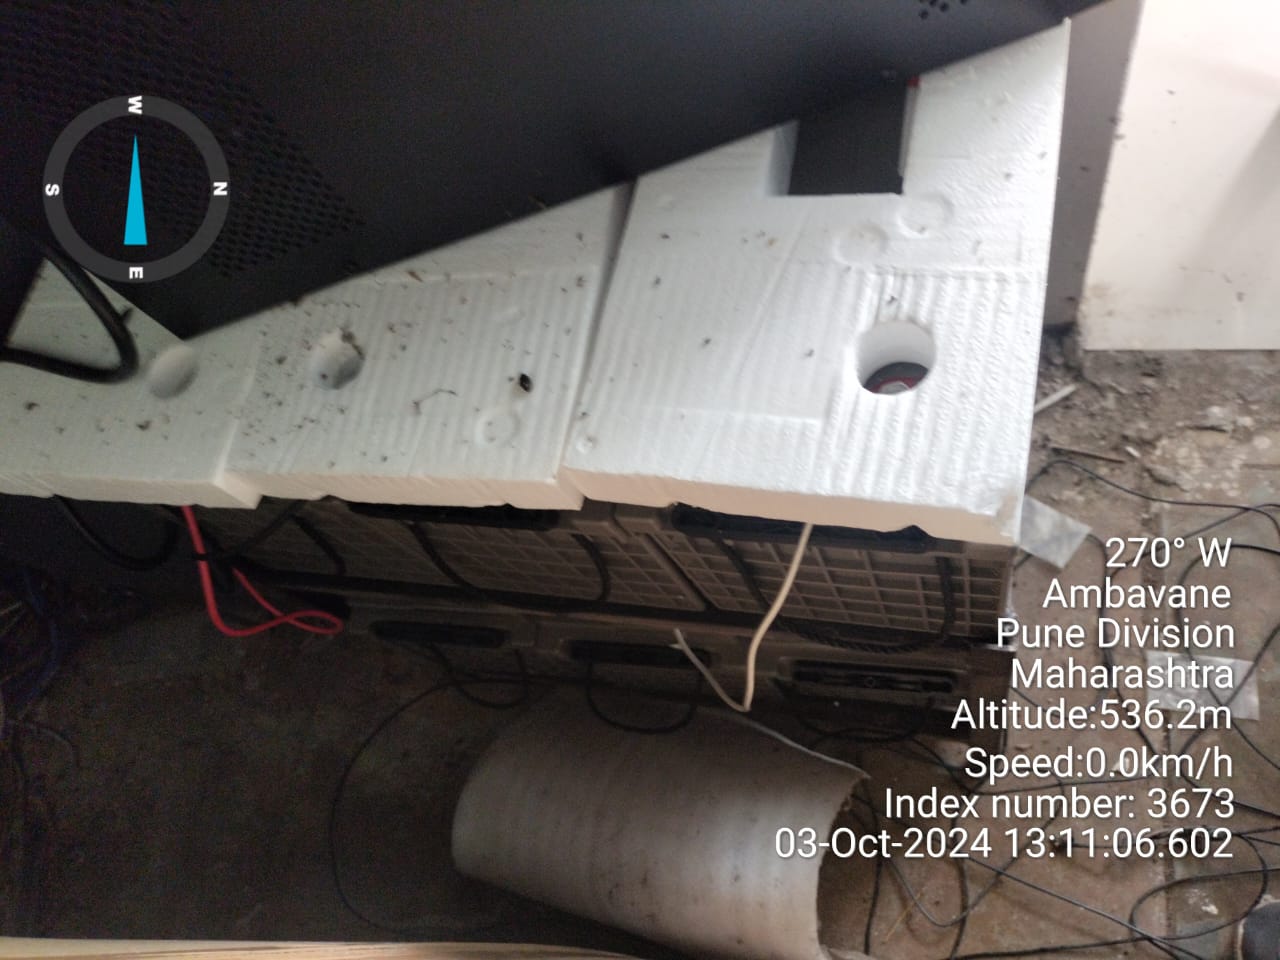 W
S
N
E
270° W
Ambavane
Pune Division
Maharashtra
Altitude:536.2m
Speed:0.0km/h
Index number: 3673
03-Oct-2024 13:11:06.602